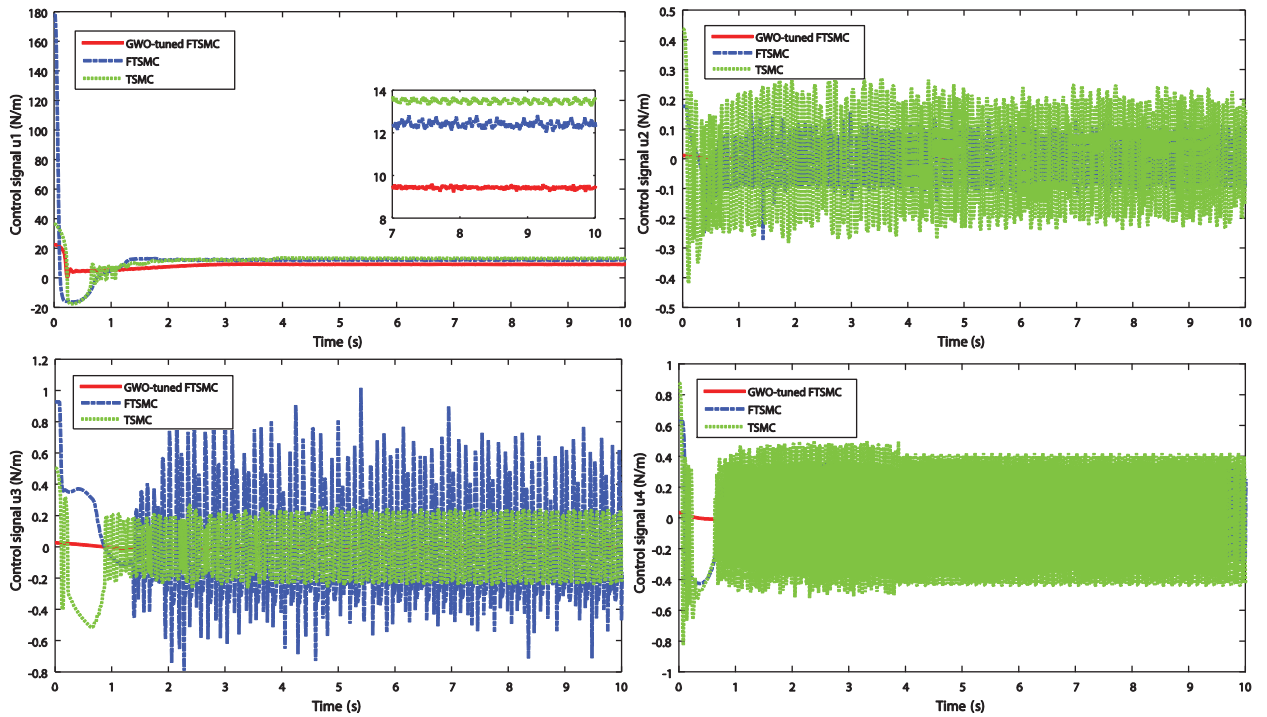 180
160
140
120
100
80
60
40
20
0
-20
Control signal u1 (N/m)
GWO-tuned FTSMC
FTSMC
TSMC
14
12
10
8
7 8 9 10
0 1 2 3 4 5 6 7 8 9 10
Time (s)
0.5
0.4
0.3
0.2
0.1
0
-0.1
-0.2
-0.3
-0.4
-0.5
Control signal u2 (N/m)
GWO-tuned FTSMC
FTSMC
TSMC
0 1 2 3 4 5 6 7 8 9 10
Time (s)
1.2
1
0.8
0.6
0.4
0.2
0
-0.2
-0.4
-0.6
-0.8
Control signal u3 (N/m)
GWO-tuned FTSMC
FTSMC
TSMC
0 1 2 3 4 5 6 7 8 9 10
Time (s)
1
0.8
0.6
0.4
0.2
0
-0.2
-0.4
-0.6
-0.8
-1
Control signal u4 (N/m)
GWO-tuned FTSMC
FTSMC
TSMC
0 1 2 3 4 5 6 7 8 9 10
Time (s)